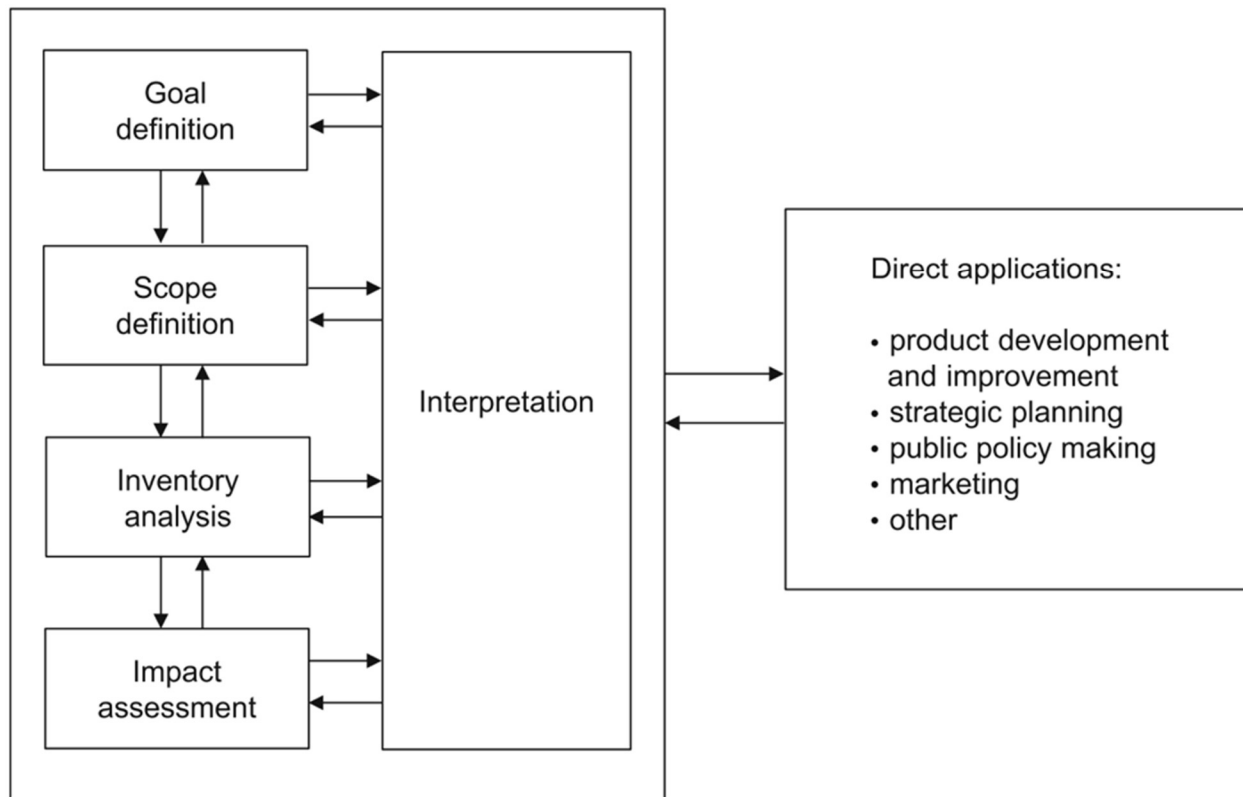 Goal
definition
Scope
definition
Inventory
analysis
Impact
assessment
Interpretation
Direct applications:
• product development
and improvement
• strategic planning
• public policy making
• marketing
• other